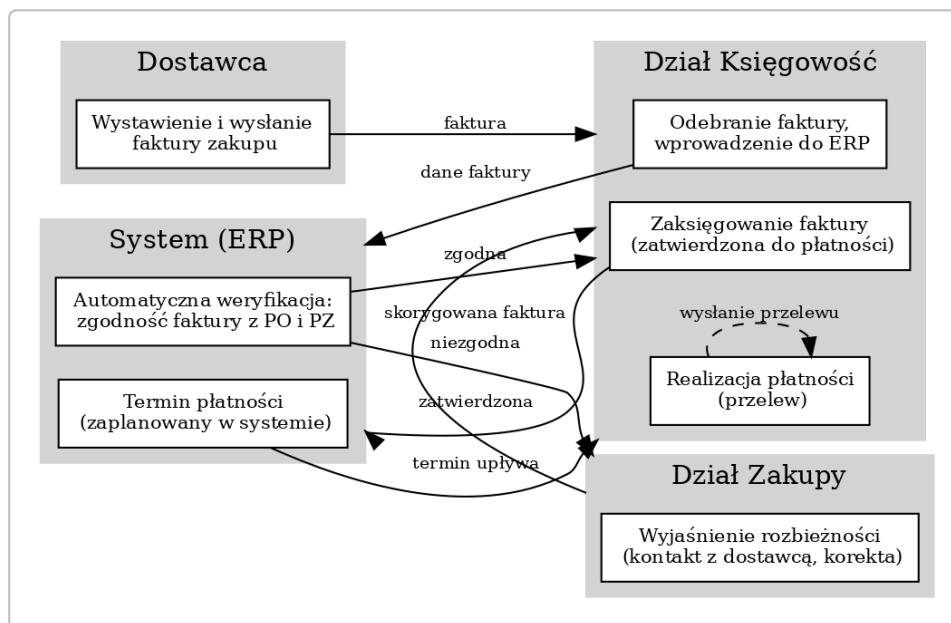 Dostawca
Wystawienie i wysłanie
faktury zakupu
faktura
Dział Księgowość
Odebranie faktury,
wprowadzenie do ERP
dane faktury
System (ERP)
Automatyczna weryfikacja:
zgodność faktury z PO i PZ
zgodna
Zaksięgowanie faktury
(zatwierdzona do płatności)
skorygowana faktura
niezgodna
wysłanie przelewu
Termin płatności
(zaplanowany w systemie)
zatwierdzona
Realizacja płatności
(przelew)
termin upływa
Dział Zakupy
Wyjaśnienie rozbieżności
(kontakt z dostawcą, korekta)